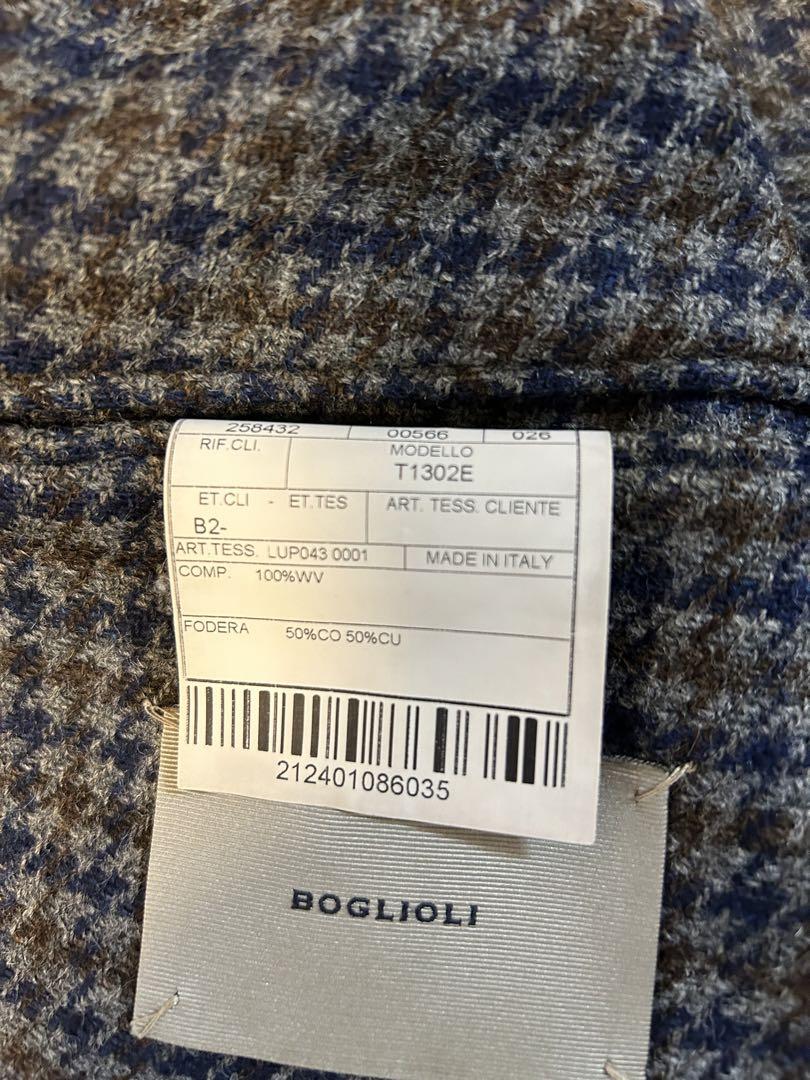 258432 00566 026
RIF.CLI. MODELLO
T1302E
ET.CLI - ET.TES ART. TESS. CLIENTE
B2-
ART.TESS. LUP043 0001 MADE IN ITALY
COMP. 100%WV
FODERA 50%CO 50%CU
212401086035
BOGLIOLI